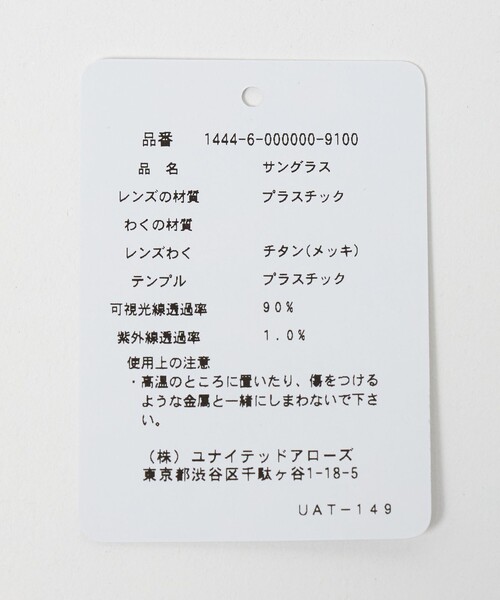 品番 1444-6-000000-9100
品 名 サングラス
レンズの材質 プラスチック
わくの材質
レンズわく チタン(メッキ)
テンプル プラスチック
可視光線透過率 90%
紫外線透過率 1.0%
使用上の注意
・高温のところに置いたり、傷をつける
ような金属と一緒にしまわないで下さ
い。
(株) ユナイテッドアローズ
東京都渋谷区千駄ヶ谷1-18-5
UAT-149